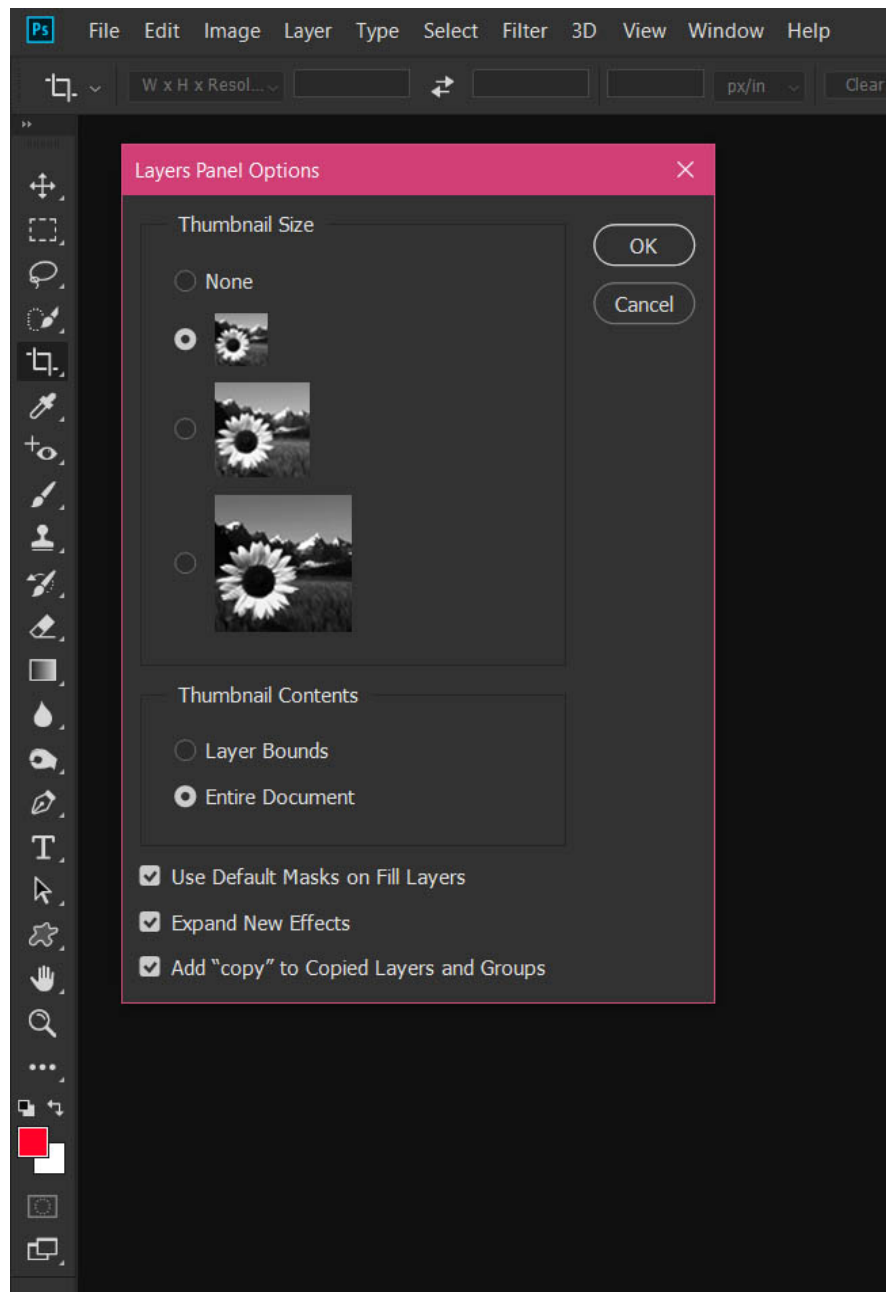 Ps File Edit Image Layer Type Select Filter 3D View Window Help
W x H x Resol... px/in Clear
Layers Panel Options
Thumbnail Size
OK
None
Cancel
Thumbnail Contents
Layer Bounds
Entire Document
Use Default Masks on Fill Layers
Expand New Effects
Add “copy” to Copied Layers and Groups
T